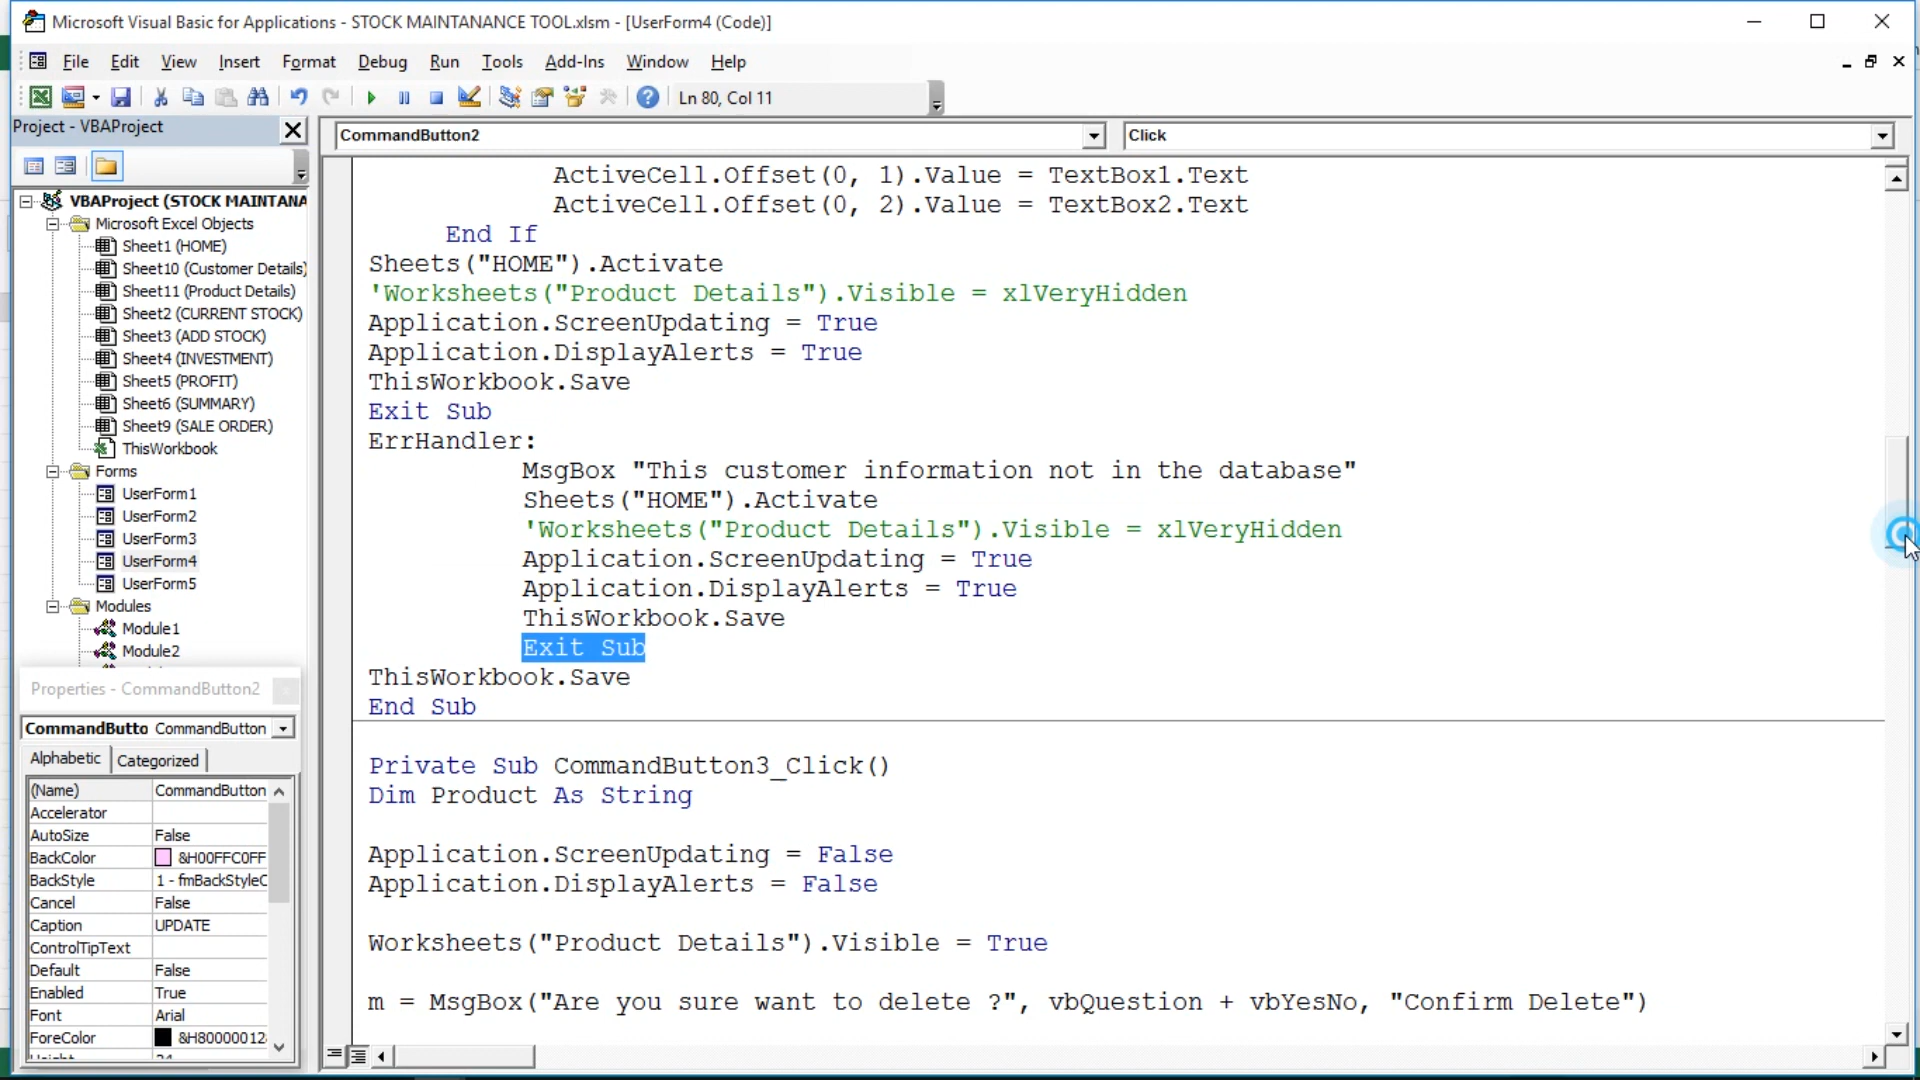 Microsoft Visual Basic for Applications - STOCK MAINTANANCE TOOL.xlsm - [UserForm4 (Code)]
File Edit View Insert Format Debug Run Tools Add-Ins Window Help
Ln 80, Col 11
Project - VBAProject
CommandButton2
Click
VBAProject (STOCK MAINTANA
Microsoft Excel Objects
Sheet1 (HOME)
Sheet10 (Customer Details)
Sheet11 (Product Details)
Sheet2 (CURRENT STOCK)
Sheet3 (ADD STOCK)
Sheet4 (INVESTMENT)
Sheet5 (PROFIT)
Sheet6 (SUMMARY)
Sheet9 (SALE ORDER)
ThisWorkbook
Forms
UserForm1
UserForm2
UserForm3
UserForm4
UserForm5
Modules
Module1
Module2
Properties - CommandButton2
CommandButto CommandButton
Alphabetic Categorized
(Name) CommandButton
Accelerator
AutoSize False
BackColor &H00FFC0FF
BackStyle 1 - fmBackStyleC
Cancel False
Caption UPDATE
ControlTipText
Default False
Enabled True
Font Arial
ForeColor &H80000012
ActiveCell.Offset(0, 1).Value = TextBox1.Text
ActiveCell.Offset(0, 2).Value = TextBox2.Text
End If
Sheets("HOME").Activate
'Worksheets("Product Details").Visible = xlVeryHidden
Application.ScreenUpdating = True
Application.DisplayAlerts = True
ThisWorkbook.Save
Exit Sub
ErrHandler:
MsgBox "This customer information not in the database"
Sheets("HOME").Activate
'Worksheets("Product Details").Visible = xlVeryHidden
Application.ScreenUpdating = True
Application.DisplayAlerts = True
ThisWorkbook.Save
Exit Sub
ThisWorkbook.Save
End Sub
Private Sub CommandButton3_Click()
Dim Product As String
Application.ScreenUpdating = False
Application.DisplayAlerts = False
Worksheets("Product Details").Visible = True
m = MsgBox("Are you sure want to delete ?", vbQuestion + vbYesNo, "Confirm Delete")